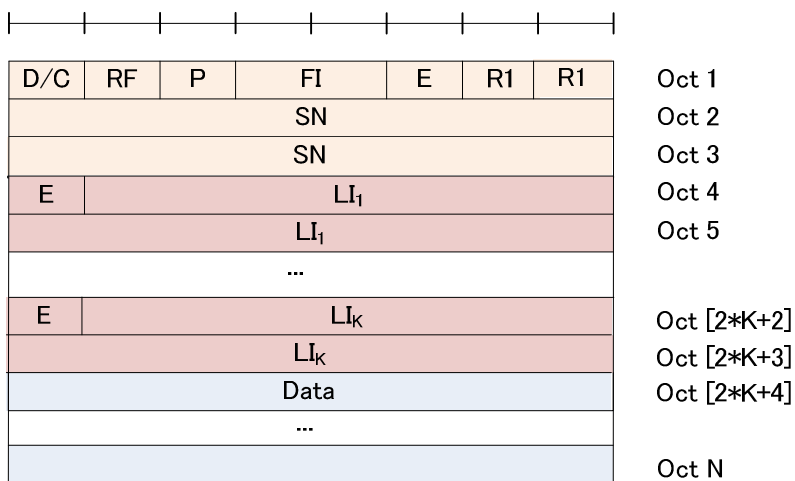 D/C RF P FI E R1 R1 Oct 1
SN Oct 2
SN Oct 3
E LI₁ Oct 4
LI₁ Oct 5
...
E LIK Oct [2*K+2]
LIK Oct [2*K+3]
Data Oct [2*K+4]
...
Oct N